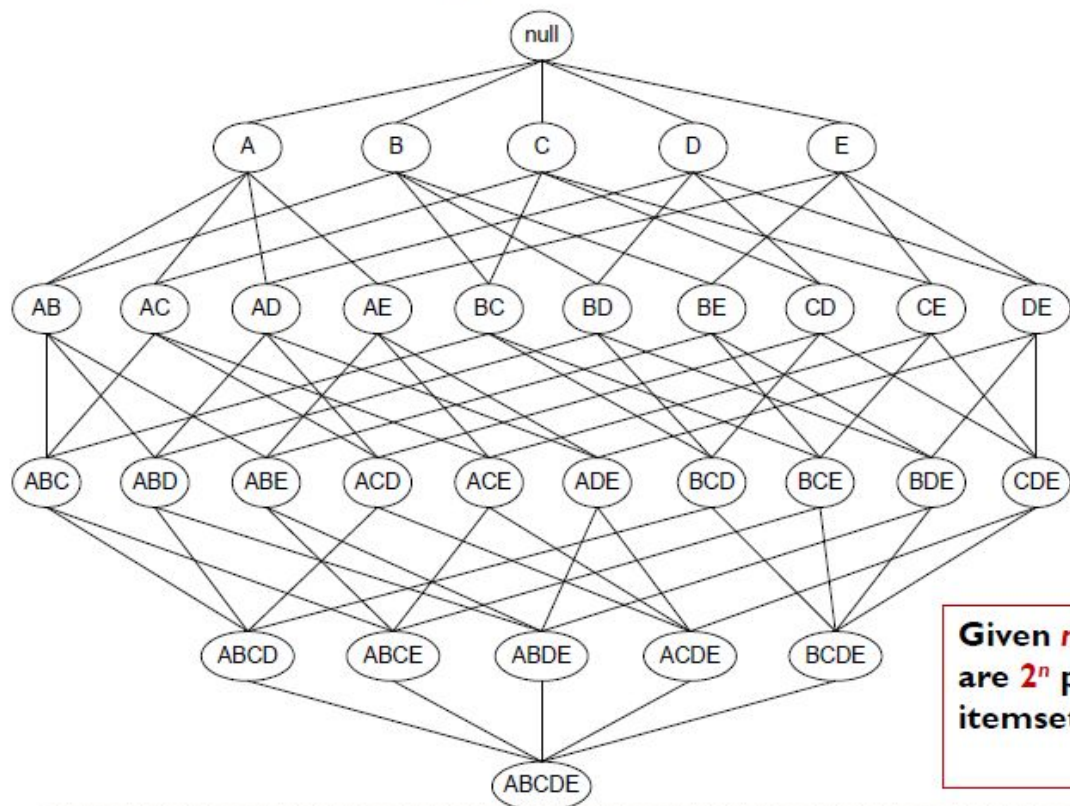 null
A B C D E
AB AC AD AE BC BD BE CD CE DE
ABC ABD ABE ACD ACE ADE BCD BCE BDE CDE
ABCD ABCE ABDE ACDE BCDE
Given
are 2ⁿ
itemset
ABCDE